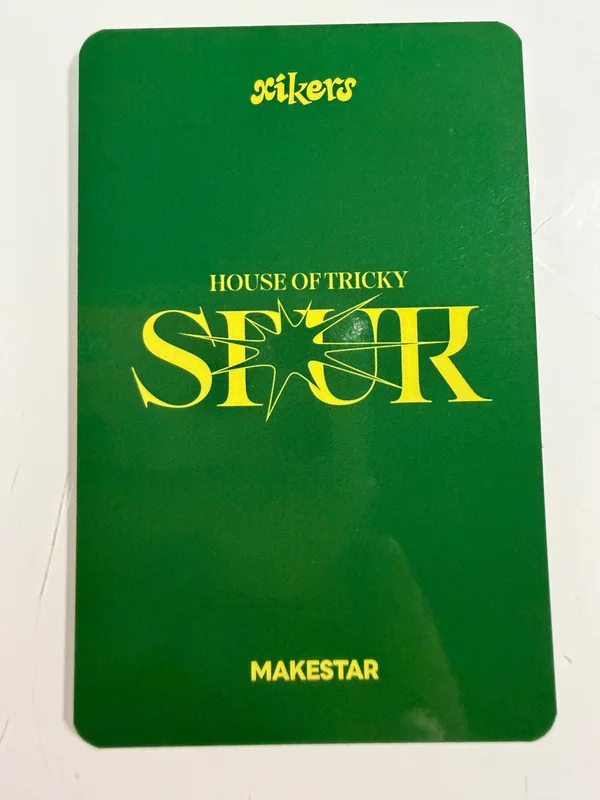 xikers
HOUSE OF TRICKY
SPUR
MAKESTAR